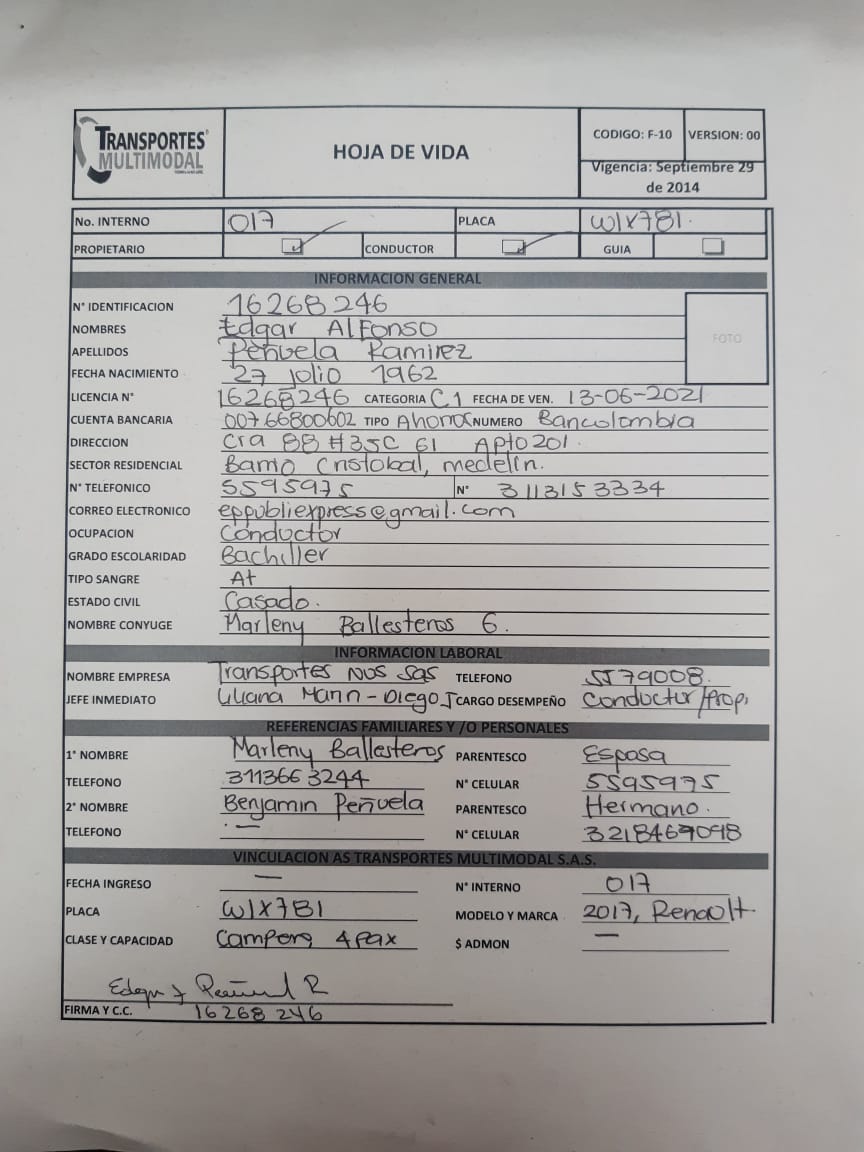 TRANSPORTES MULTIMODAL
HOJA DE VIDA
CODIGO: F-10 VERSION: 00
Vigencia: Septiembre 29 de 2014
No. INTERNO 017 PLACA WLX781.
PROPIETARIO CONDUCTOR GUIA
INFORMACION GENERAL
N° IDENTIFICACION 16268246
NOMBRES Edgar Alfonso
FOTO
APELLIDOS Peñuela Ramirez
FECHA NACIMIENTO 27 julio 1962
LICENCIA N° 16268246 CATEGORIA C1 FECHA DE VEN. 13-06-2021
CUENTA BANCARIA 00766800602 TIPO Ahorros NUMERO Bancolombia
DIRECCION Cra 88 #35C 61 Apto 201.
SECTOR RESIDENCIAL Barrio Cristobal, medelin.
N° TELEFONICO 5595975 N° 3113153334
CORREO ELECTRONICO eppubliexpress@gmail.com
OCUPACION Conductor
GRADO ESCOLARIDAD Bachiller
TIPO SANGRE A+
ESTADO CIVIL Casado.
NOMBRE CONYUGE Marleny Ballesteros G.
INFORMACION LABORAL
NOMBRE EMPRESA Transportes NUS Sas TELEFONO 5579008.
JEFE INMEDIATO Liliana Marin - Diego J CARGO DESEMPEÑO Conductor/Prop.
REFERENCIAS FAMILIARES Y /O PERSONALES
1° NOMBRE Marleny Ballesteros PARENTESCO Esposa
TELEFONO 3113663244 N° CELULAR 5595975
2° NOMBRE Benjamin Peñuela PARENTESCO Hermano.
TELEFONO — N° CELULAR 3218469098
VINCULACION AS TRANSPORTES MULTIMODAL S.A.S.
FECHA INGRESO — N° INTERNO 017
PLACA WLX781 MODELO Y MARCA 2017, Renault
CLASE Y CAPACIDAD Campero, 4 pax $ ADMON —
FIRMA Y C.C. 16268246